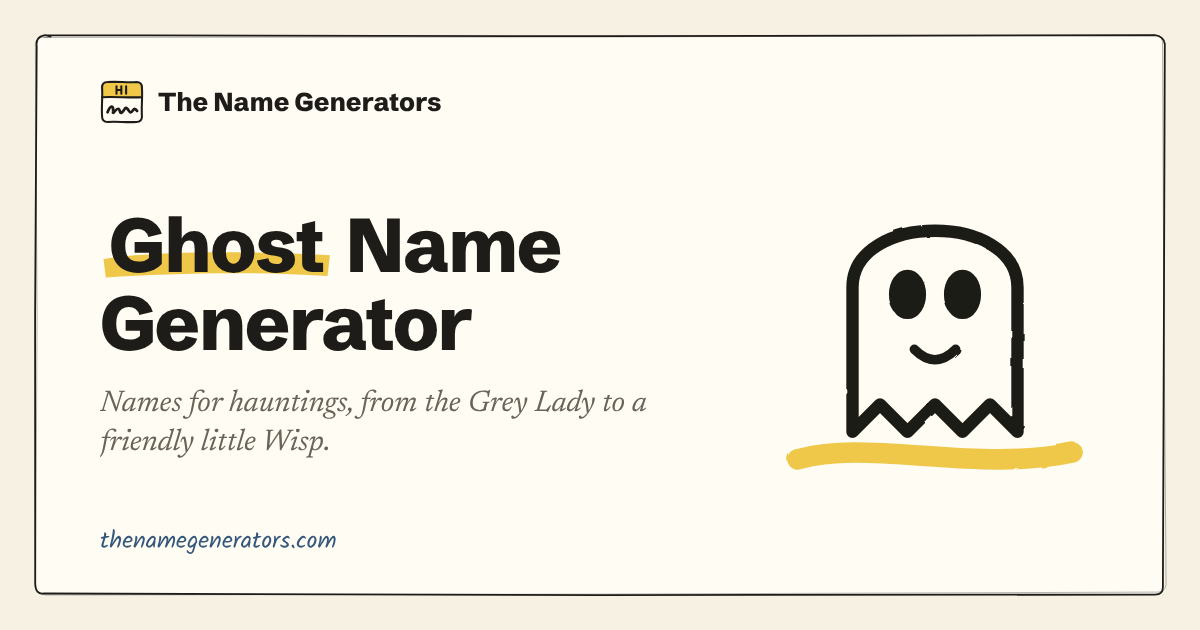 HI
The Name Generators
Ghost Name
Generator
Names for hauntings, from the Grey Lady to a
friendly little Wisp.
thenamegenerators.com